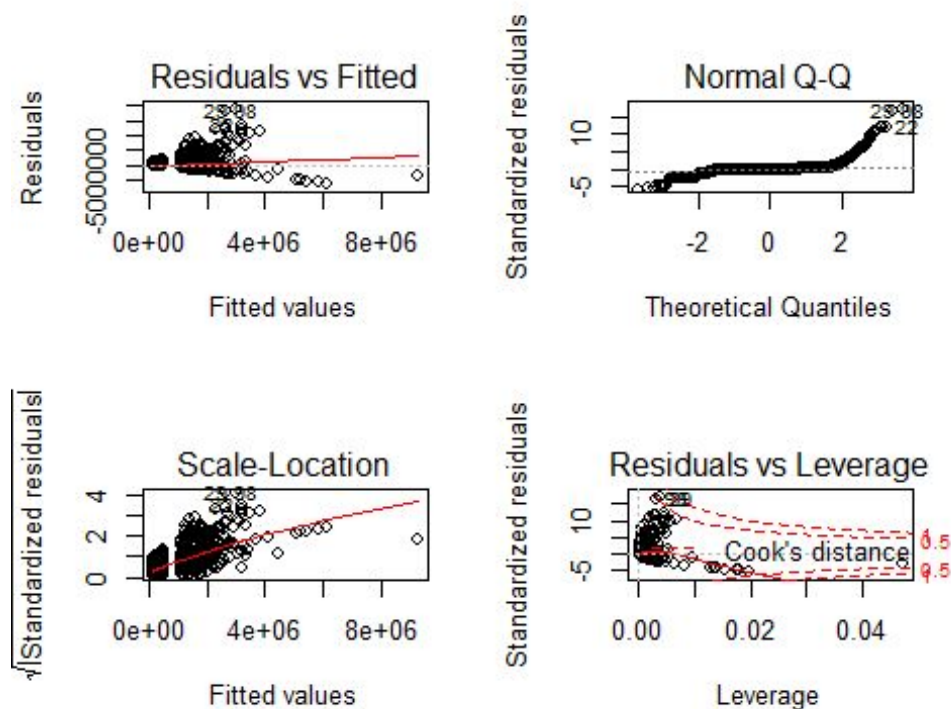 Residuals vs Fitted
Residuals
-5000000
0e+00 4e+06 8e+06
Fitted values
Normal Q-Q
Standardized residuals
10
-5
22
-2 0 2
Theoretical Quantiles
Scale-Location
√|Standardized residuals|
4
2
0
0e+00 4e+06 8e+06
Fitted values
Residuals vs Leverage
Standardized residuals
10
-5
Cook's distance
1
0.5
0.5
1
0.00 0.02 0.04
Leverage